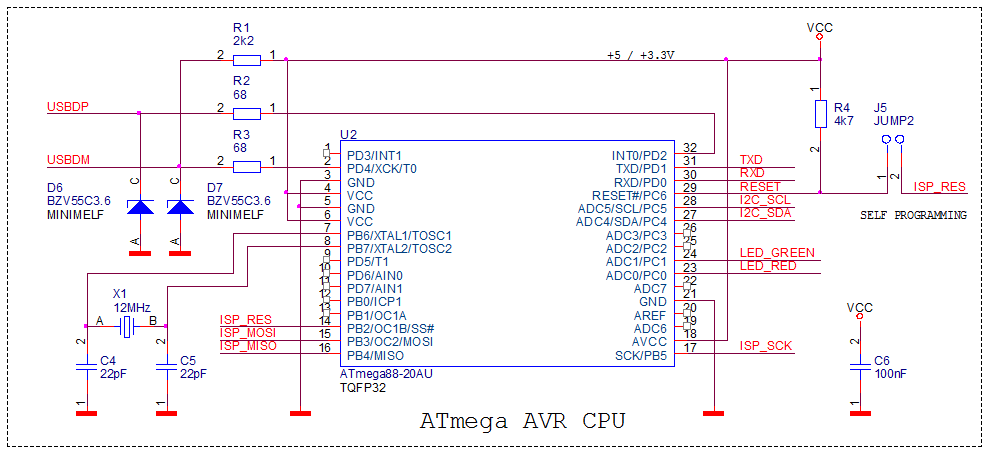 VCC
R1
2k2
2 1
+5 / +3.3V
R2
68
USBDP
2 1
1
R4
4k7
2
J5
JUMP2
1
2
R3
68
USBDM
2 1
U2
1 PD3/INT1
2 PD4/XCK/T0
3 GND
4 VCC
5 GND
6 VCC
7 PB6/XTAL1/TOSC1
8 PB7/XTAL2/TOSC2
9 PD5/T1
10 PD6/AIN0
11 PD7/AIN1
12 PB0/ICP1
13 PB1/OC1A
ISP_RES 14 PB2/OC1B/SS#
ISP_MOSI 15 PB3/OC2/MOSI
ISP_MISO 16 PB4/MISO
INT0/PD2 32
TXD/PD1 31 TXD
RXD/PD0 30 RXD
RESET#/PC6 29 RESET
ISP_RES
ADC5/SCL/PC5 28 I2C_SCL
ADC4/SDA/PC4 27 I2C_SDA
ADC3/PC3 26
ADC2/PC2 25
ADC1/PC1 24 LED_GREEN
ADC0/PC0 23 LED_RED
ADC7 22
GND 21
AREF 20
ADC6 19
AVCC 18
SCK/PB5 17 ISP_SCK
SELF PROGRAMMING
D6
BZV55C3.6
MINIMELF
C
A
D7
BZV55C3.6
MINIMELF
C
A
X1
12MHz
A B
2
C4
22pF
1
2
C5
22pF
1
VCC
2
C6
100nF
1
ATmega88-20AU
TQFP32
ATmega AVR CPU